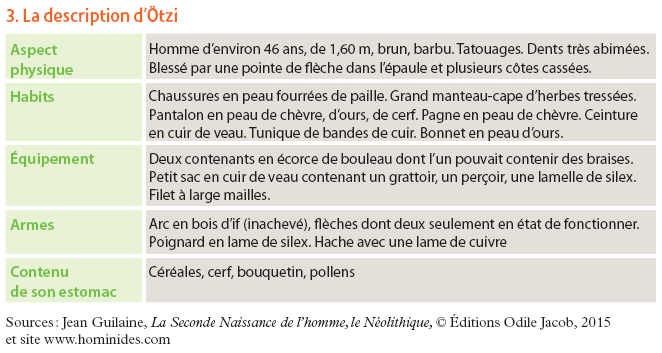 3. La description d'Ötzi
Aspect physique
Homme d'environ 46 ans, de 1,60 m, brun, barbu. Tatouages. Dents très abimées.
Blessé par une pointe de flèche dans l'épaule et plusieurs côtes cassées.
Habits
Chaussures en peau fourrées de paille. Grand manteau-cape d'herbes tressées.
Pantalon en peau de chèvre, d'ours, de cerf. Pagne en peau de chèvre. Ceinture
en cuir de veau. Tunique de bandes de cuir. Bonnet en peau d'ours.
Équipement
Deux contenants en écorce de bouleau dont l'un pouvait contenir des braises.
Petit sac en cuir de veau contenant un grattoir, un perçoir, une lamelle de silex.
Filet à large mailles.
Armes
Arc en bois d'if (inachevé), flèches dont deux seulement en état de fonctionner.
Poignard en lame de silex. Hache avec une lame de cuivre
Contenu
de son estomac
Céréales, cerf, bouquetin, pollens
Sources : Jean Guilaine, La Seconde Naissance de l'homme, le Néolithique, © Éditions Odile Jacob, 2015
et site www.hominides.com